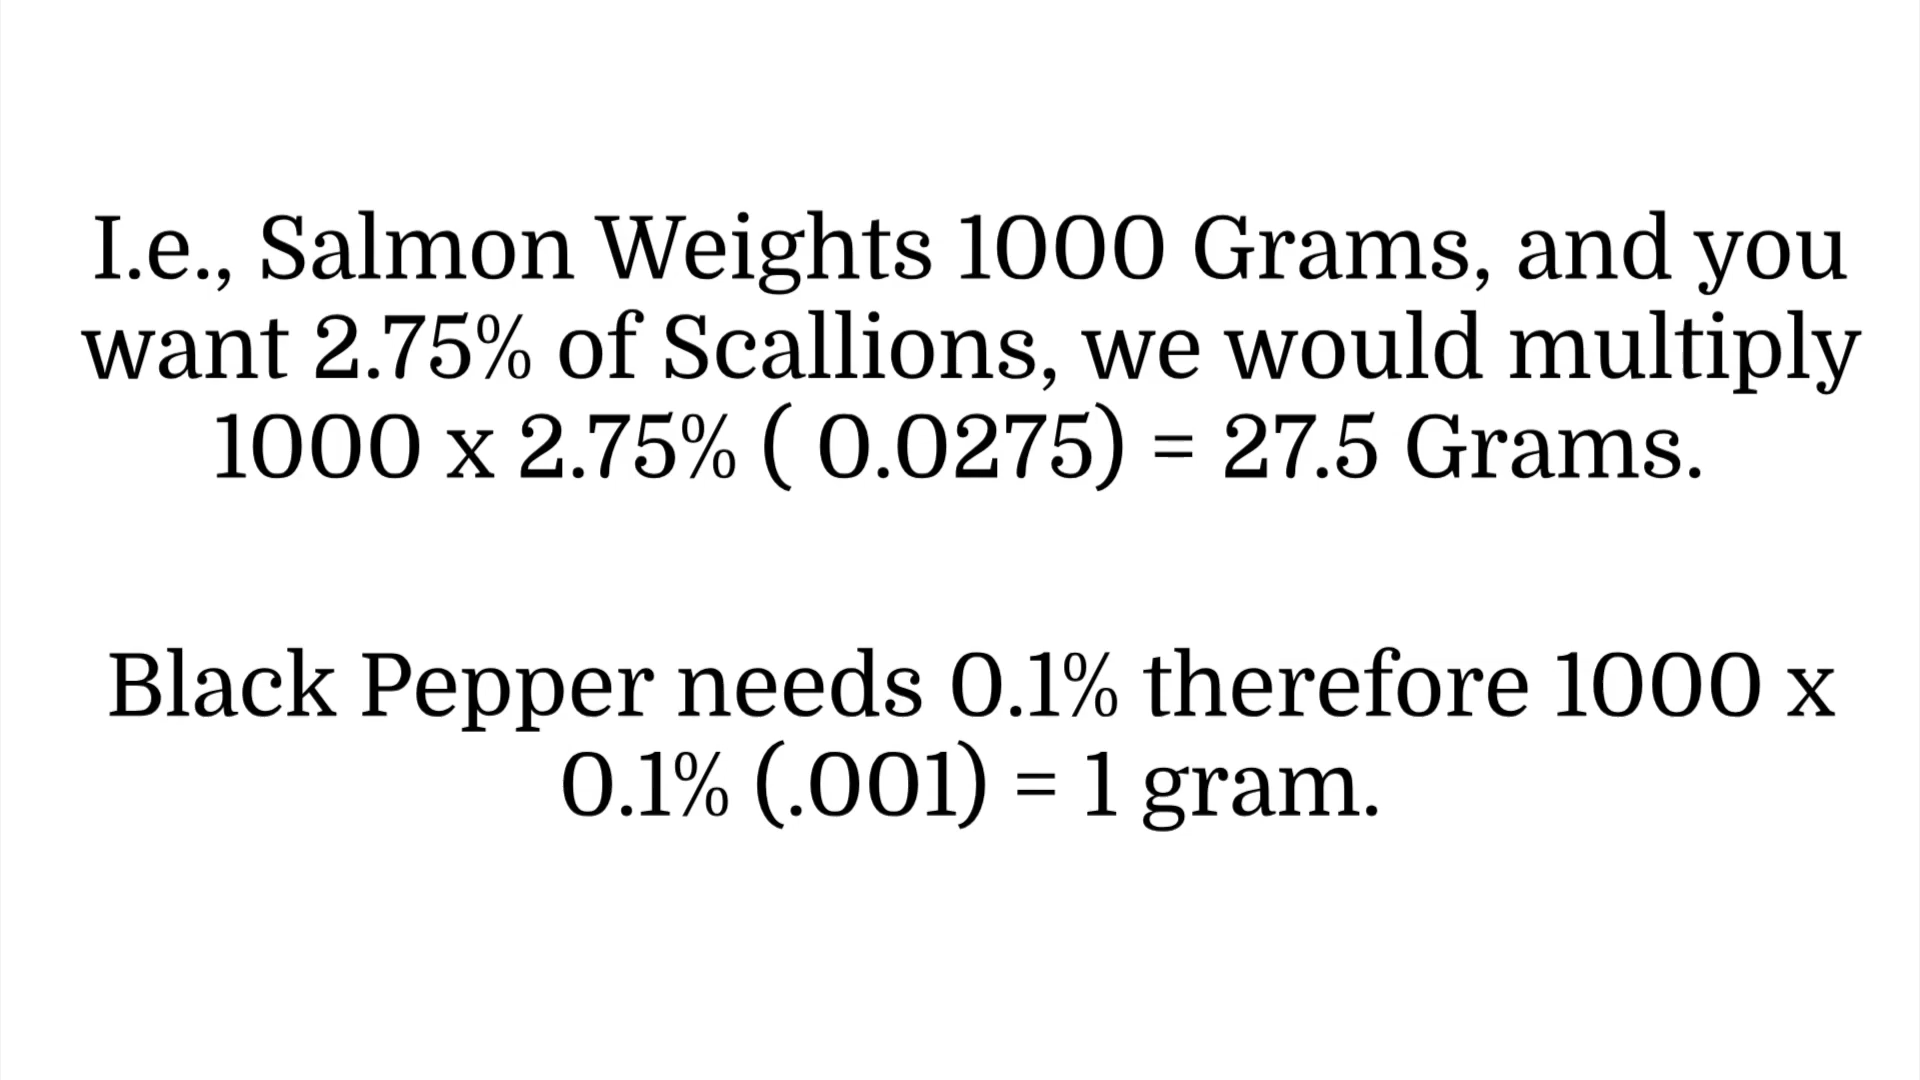 I.e., Salmon Weights 1000 Grams, and you
want 2.75% of Scallions, we would multiply
1000 x 2.75% ( 0.0275) = 27.5 Grams.
Black Pepper needs 0.1% therefore 1000 x
0.1% (.001) = 1 gram.